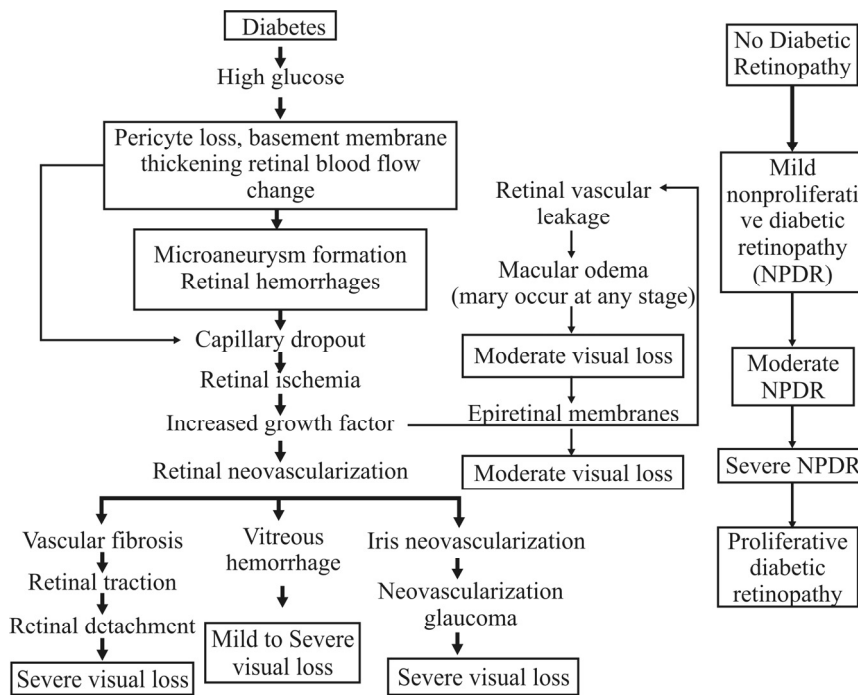 Diabetes
High glucose
Pericyte loss, basement membrane
thickening retinal blood flow
change
Microaneurysm formation
Retinal hemorrhages
Capillary dropout
Retinal ischemia
Increased growth factor
Retinal neovascularization
Vascular fibrosis
Retinal traction
Rctinal dctachmcnt
Severe visual loss
Vitreous
hemorrhage
Mild to Severe
visual loss
Iris neovascularization
Neovascularization
glaucoma
Severe visual loss
Retinal vascular
leakage
Macular odema
(mary occur at any stage)
Moderate visual loss
Epiretinal membranes
Moderate visual loss
No Diabetic
Retinopathy
Mild
nonproliferati
ve diabetic
retinopathy
(NPDR)
Moderate
NPDR
Severe NPDR
Proliferative
diabetic
retinopathy